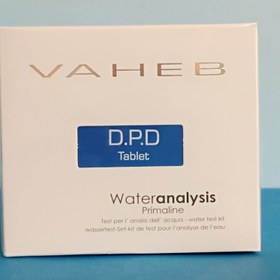 VAHEB
D.P.D
Tablet
Wateranalysis
Primaline
Test per l' analisi dell' acqua : water test kit
wassertest-Set-kit de test pour l'analyse de l'eau